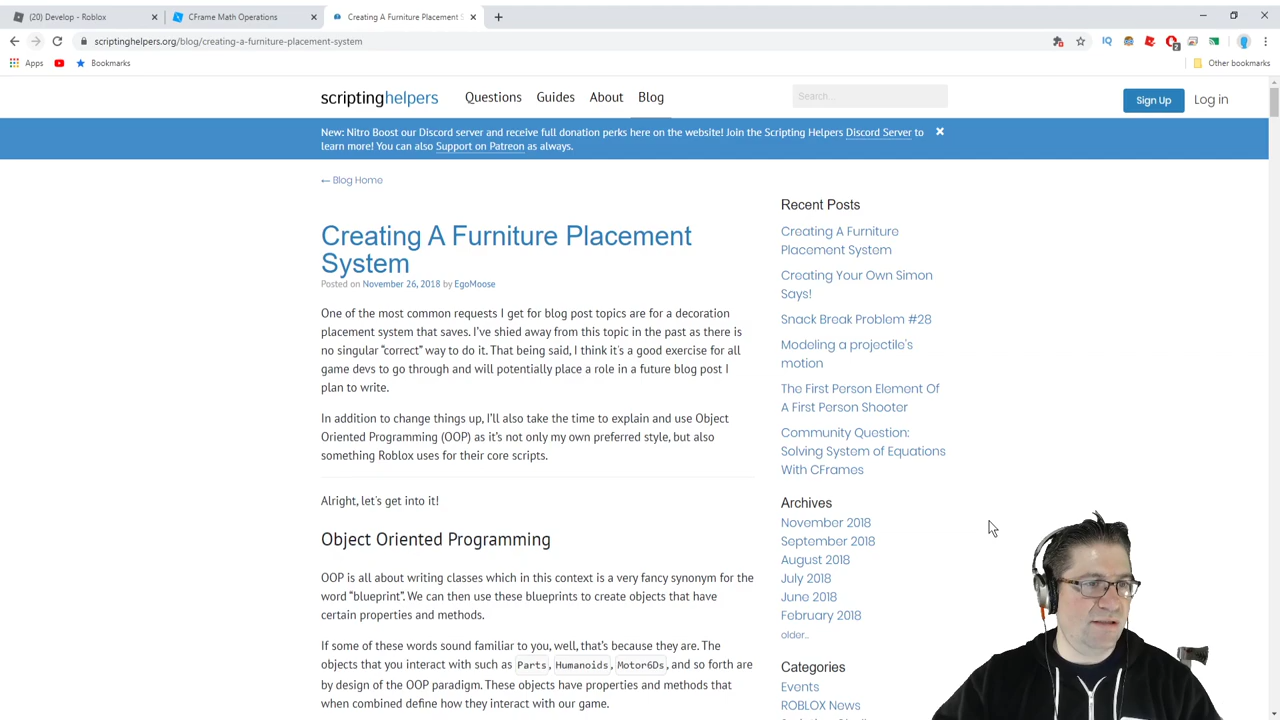 (20) Develop - Roblox
CFrame Math Operations
Creating A Furniture Placement S
scriptinghelpers.org/blog/creating-a-furniture-placement-system
Apps
Bookmarks
Other bookmarks
scriptinghelpers
Questions
Guides
About
Blog
Search...
Sign Up
Log in
New: Nitro Boost our Discord server and receive full donation perks here on the website! Join the Scripting Helpers Discord Server to
learn more! You can also Support on Patreon as always.
← Blog Home
Creating A Furniture Placement
System
Posted on November 26, 2018 by EgoMoose
One of the most common requests I get for blog post topics are for a decoration
placement system that saves. I've shied away from this topic in the past as there is
no singular “correct” way to do it. That being said, I think it's a good exercise for all
game devs to go through and will potentially place a role in a future blog post I
plan to write.
In addition to change things up, I'll also take the time to explain and use Object
Oriented Programming (OOP) as it's not only my own preferred style, but also
something Roblox uses for their core scripts.
Alright, let's get into it!
Object Oriented Programming
OOP is all about writing classes which in this context is a very fancy synonym for the
word “blueprint”. We can then use these blueprints to create objects that have
certain properties and methods.
If some of these words sound familiar to you, well, that's because they are. The
objects that you interact with such as Parts, Humanoids, Motor6Ds, and so forth are
by design of the OOP paradigm. These objects have properties and methods that
when combined define how they interact with our game.
Recent Posts
Creating A Furniture
Placement System
Creating Your Own Simon
Says!
Snack Break Problem #28
Modeling a projectile's
motion
The First Person Element Of
A First Person Shooter
Community Question:
Solving System of Equations
With CFrames
Archives
November 2018
September 2018
August 2018
July 2018
June 2018
February 2018
older..
Categories
Events
ROBLOX News